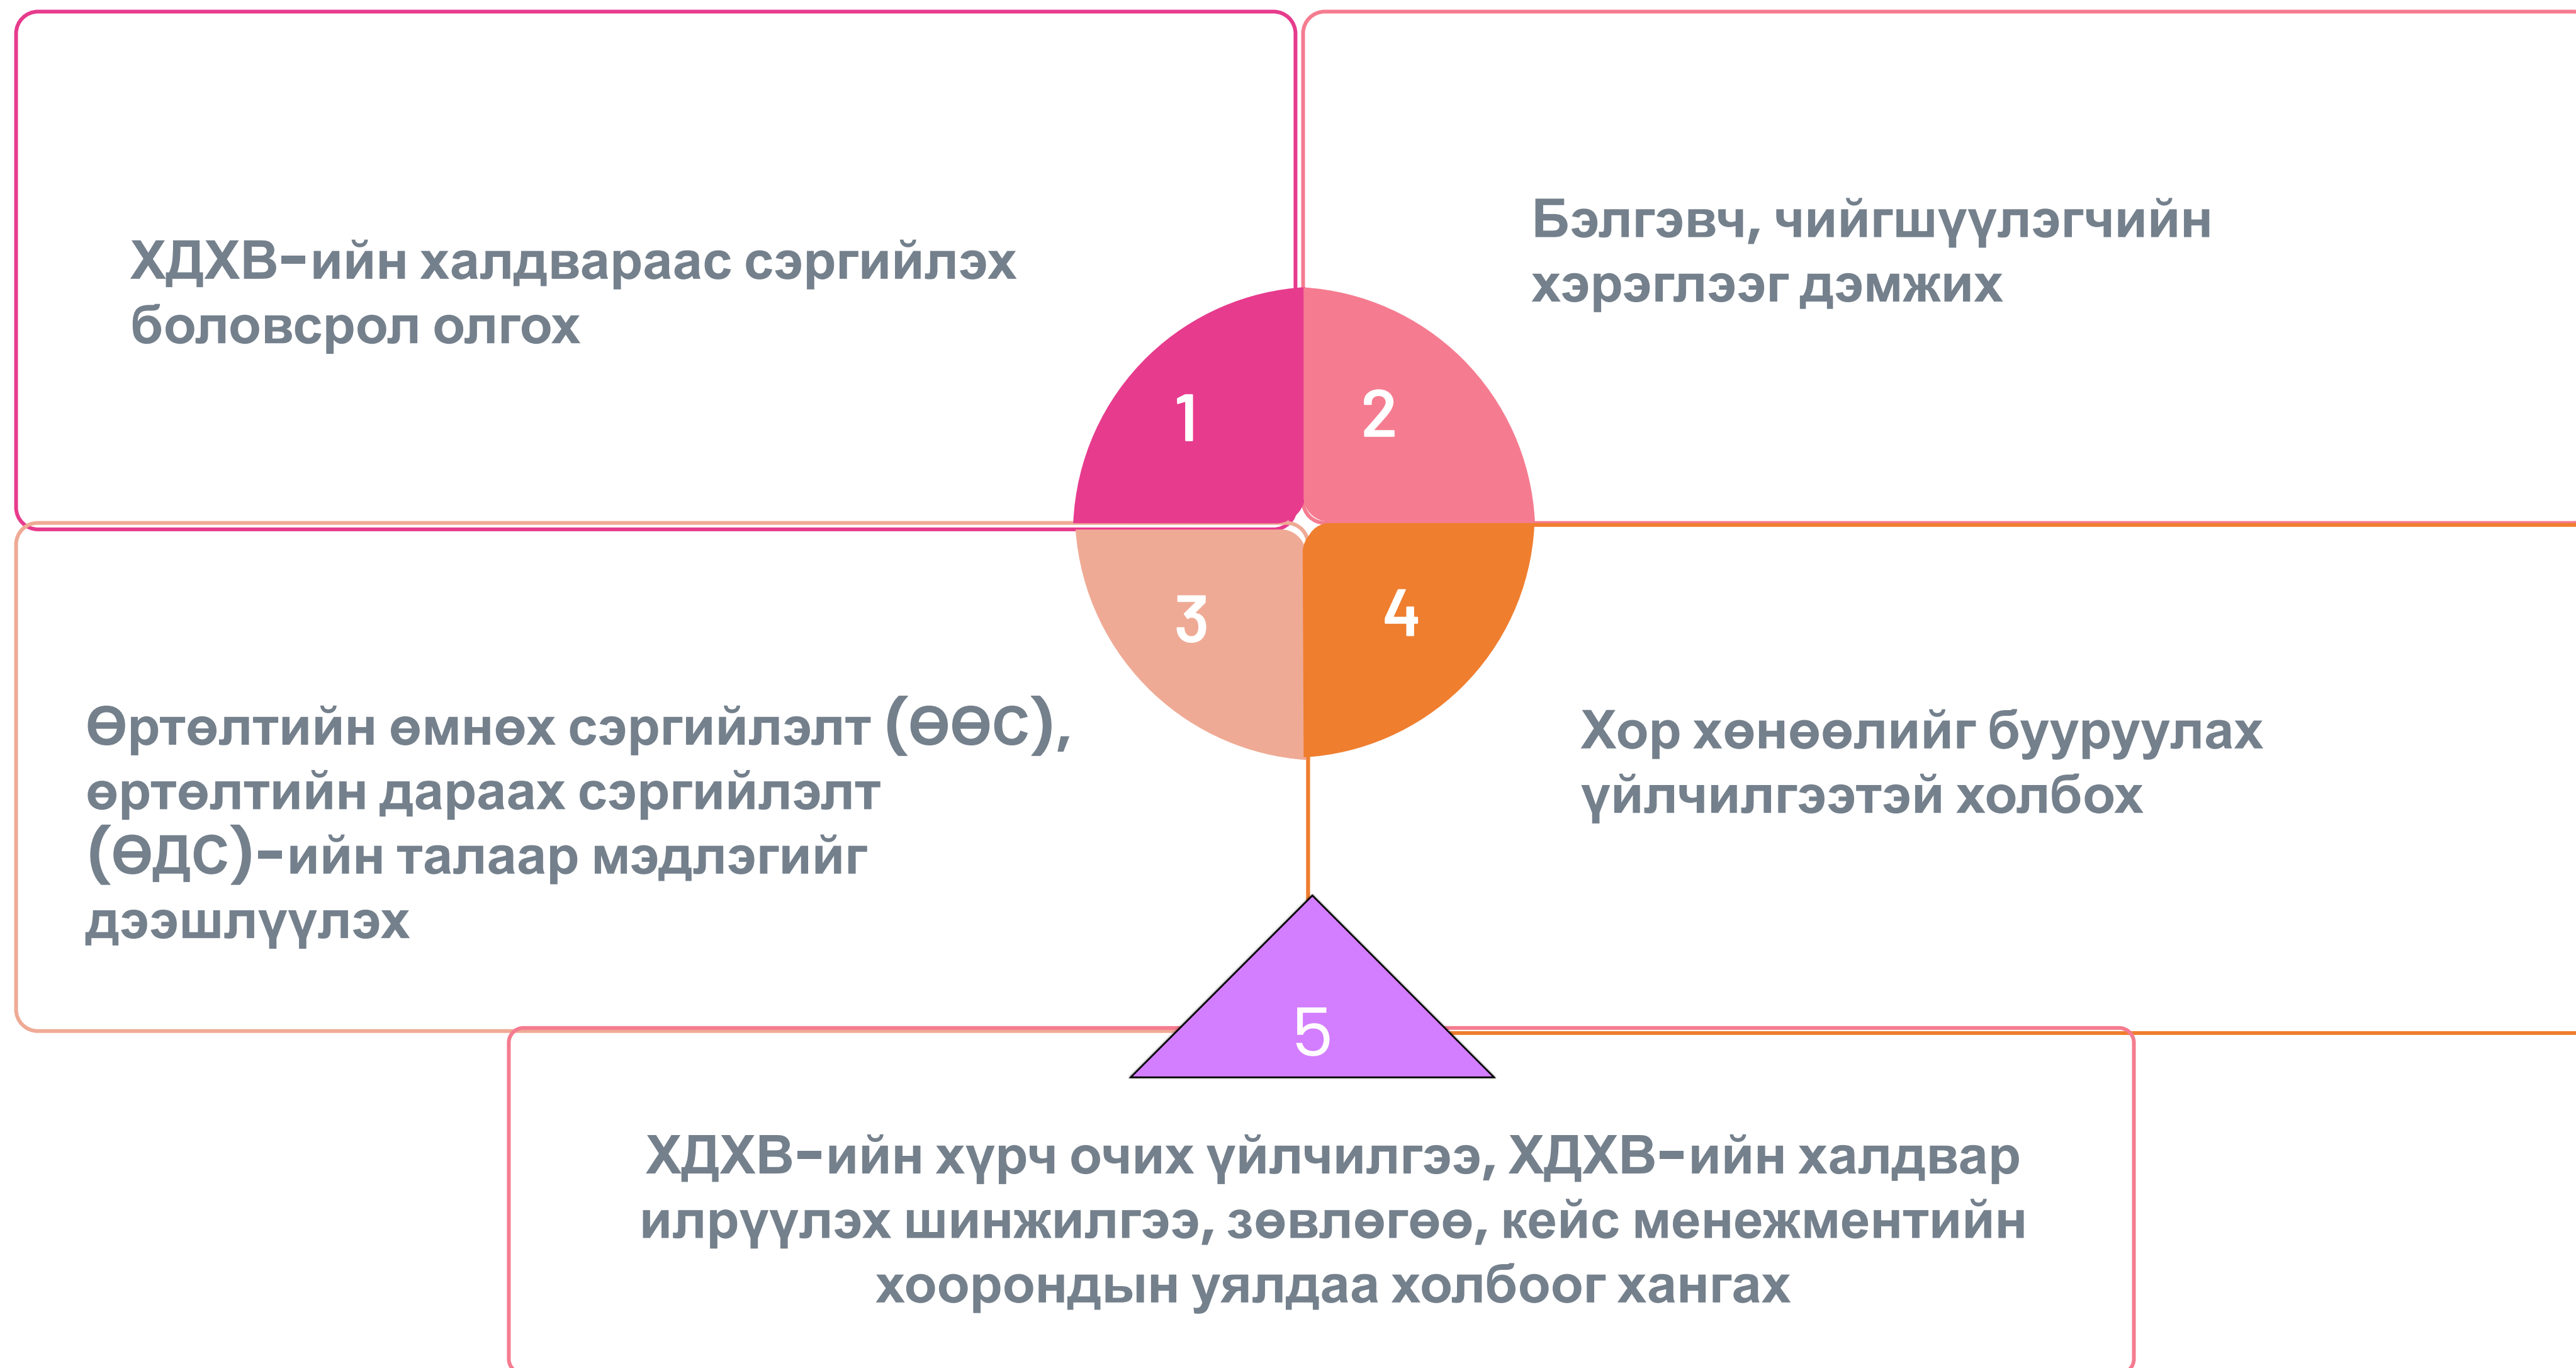 ХДХВ-ийн халдвараас сэргийлэх
боловсрол олгох
Бэлгэвч, чийгшүүлэгчийн
хэрэглээг дэмжих
1
2
3
4
Өртөлтийн өмнөх сэргийлэлт (ӨӨС),
өртөлтийн дараах сэргийлэлт
(ӨДС)-ийн талаар мэдлэгийг
дээшлүүлэх
Хор хөнөөлийг бууруулах
үйлчилгээтэй холбох
5
ХДХВ-ийн хүрч очих үйлчилгээ, ХДХВ-ийн халдвар
илрүүлэх шинжилгээ, зөвлөгөө, кейс менежментийн
хоорондын уялдаа холбоог хангах